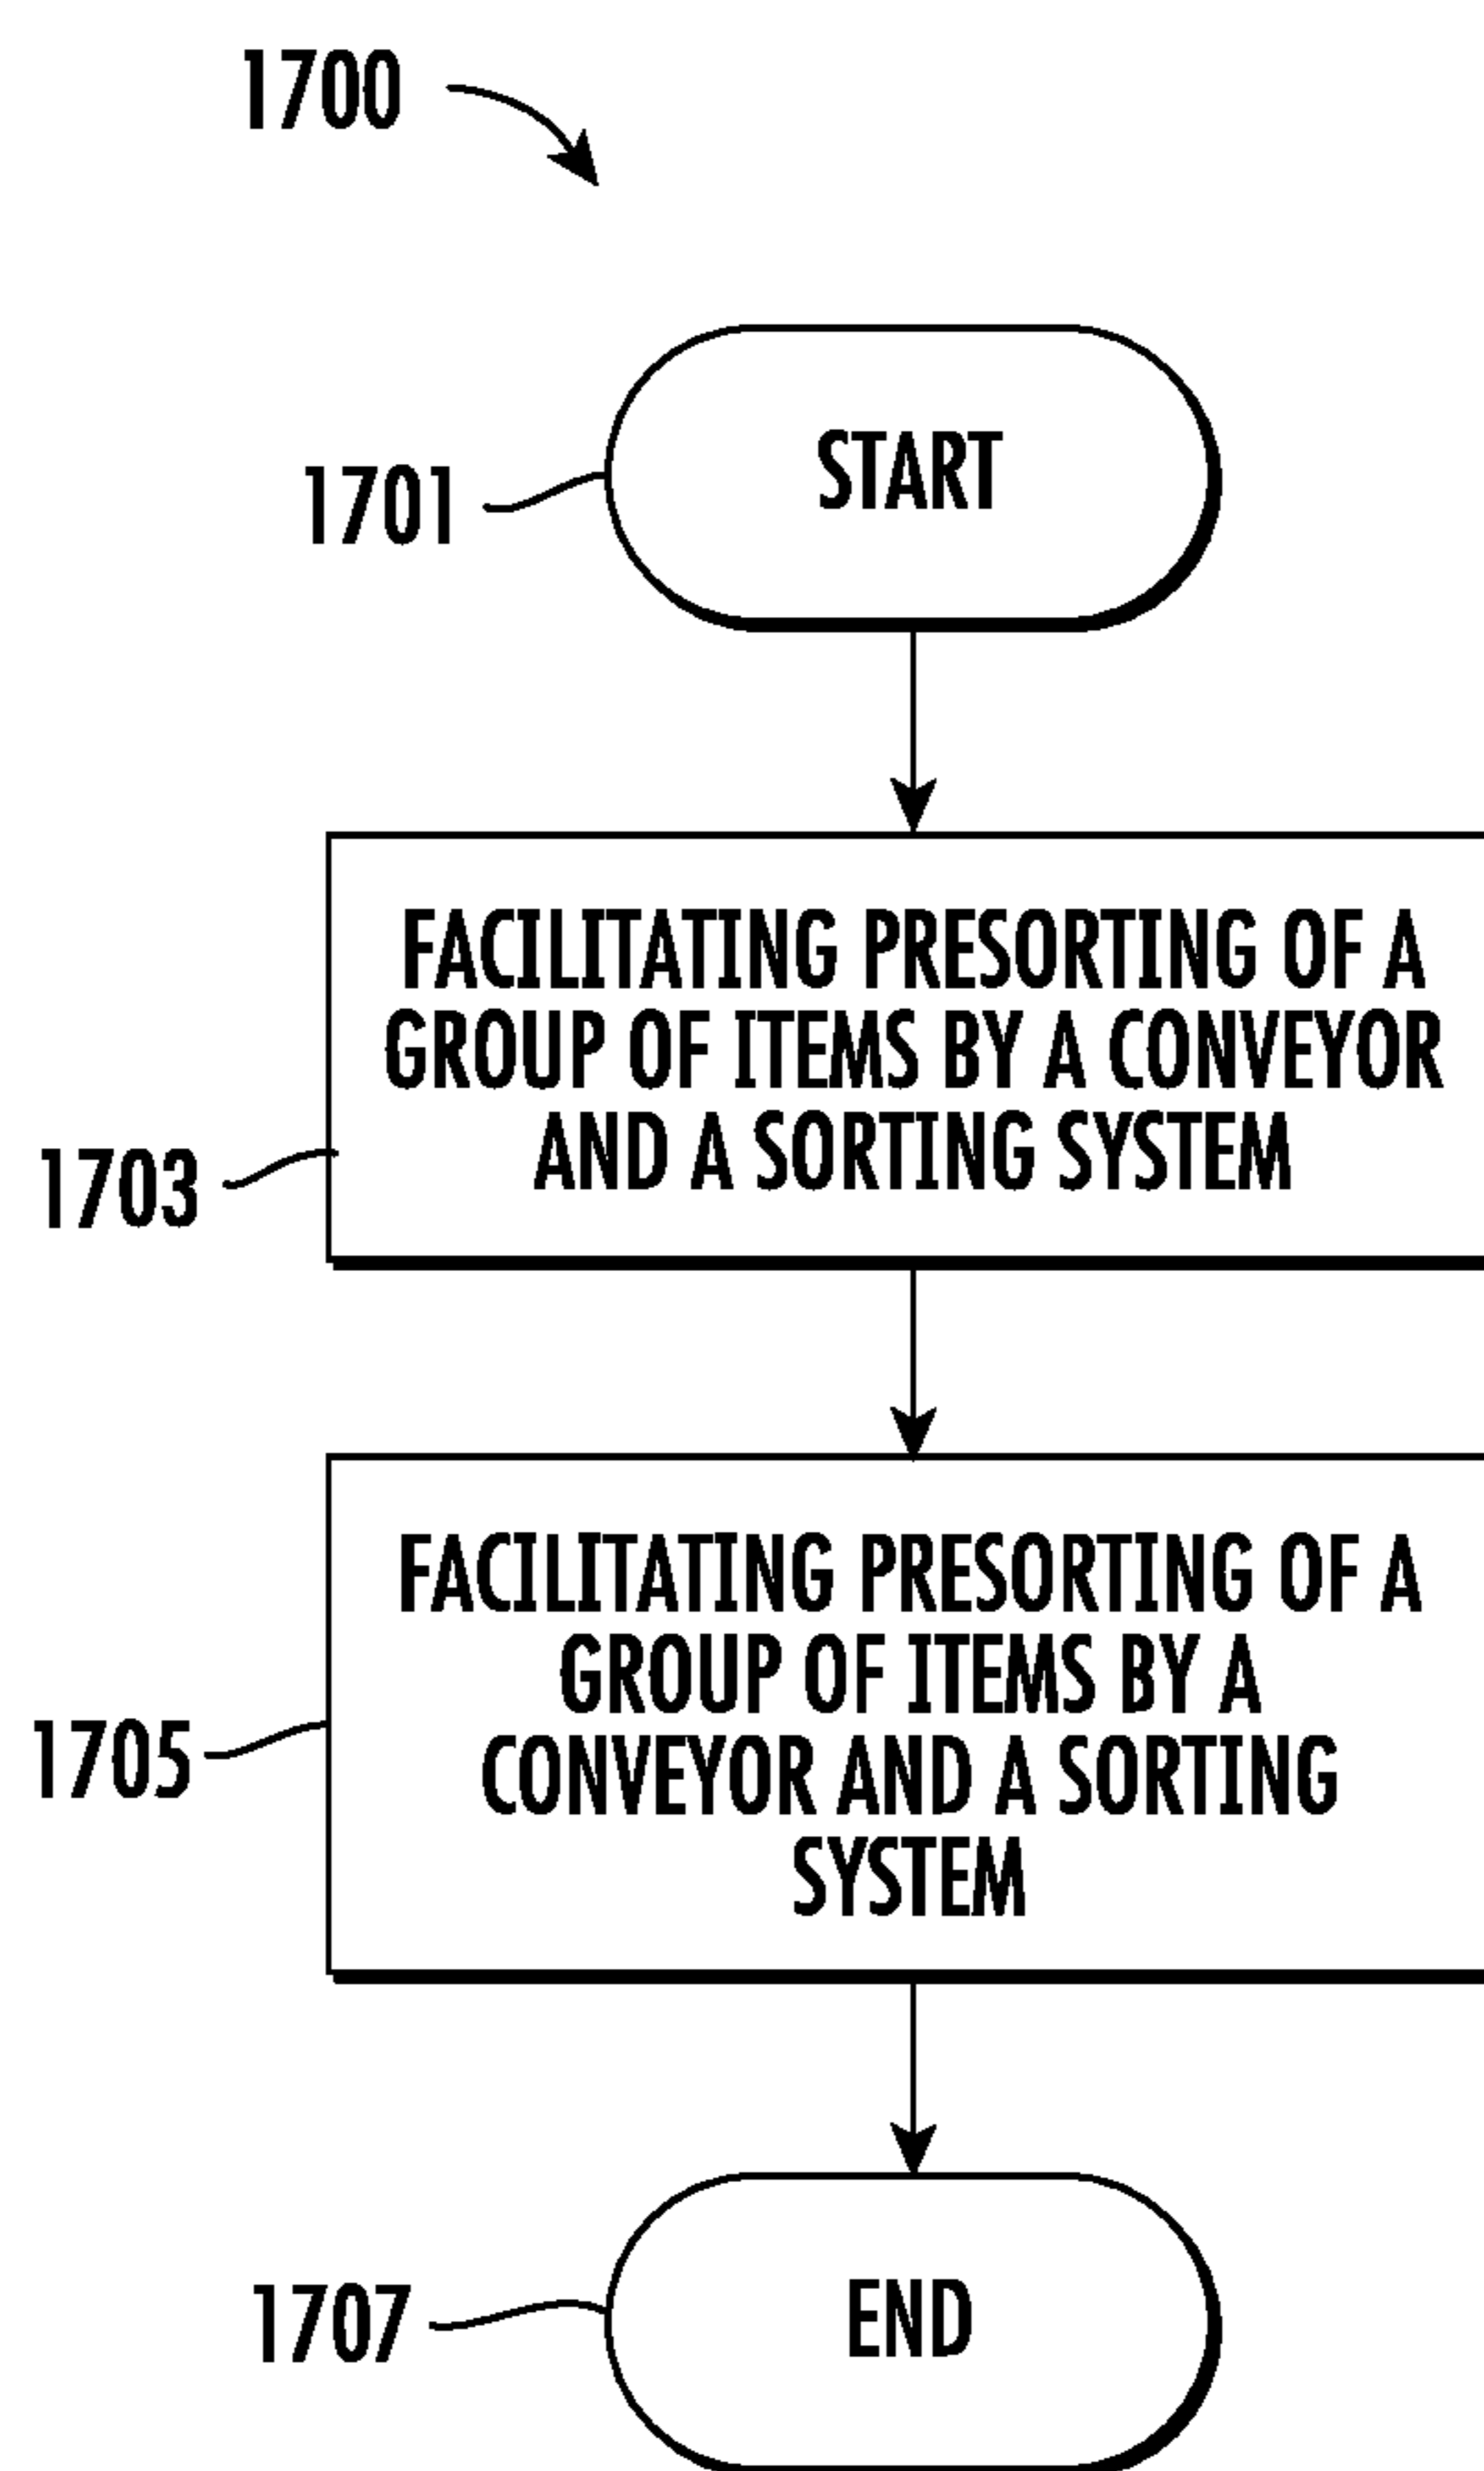 1700
START
1701
FACILITATING PRESORTING OF A
GROUP OF ITEMS BY A CONVEYOR
AND A SORTING SYSTEM
1703
FACILITATING PRESORTING OF A
GROUP OF ITEMS BY A
CONVEYOR AND A SORTING
SYSTEM
1705
END
1707